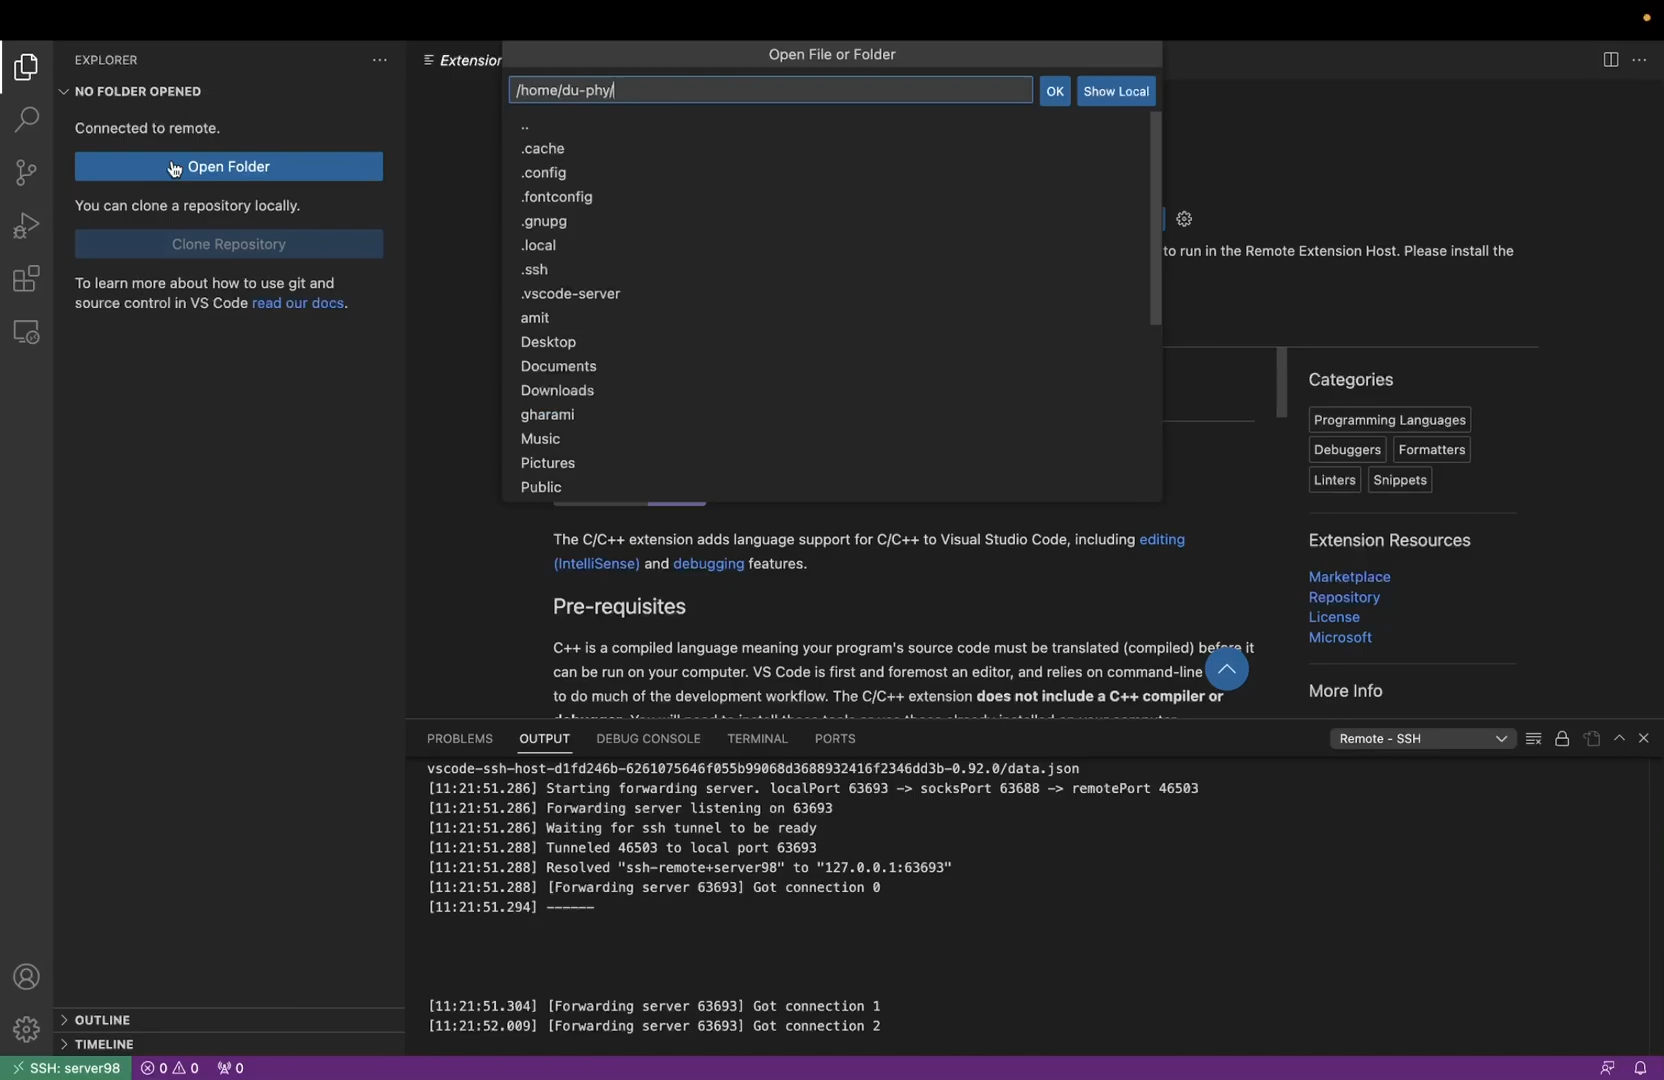 EXPLORER
NO FOLDER OPENED
Connected to remote.
Open Folder
You can clone a repository locally.
Clone Repository
To learn more about how to use git and
source control in VS Code read our docs.
OUTLINE
TIMELINE
Extension
Open File or Folder
/home/du-phy/
OK
Show Local
..
.cache
.config
.fontconfig
.gnupg
.local
.ssh
.vscode-server
amit
Desktop
Documents
Downloads
gharami
Music
Pictures
Public
to run in the Remote Extension Host. Please install the
The C/C++ extension adds language support for C/C++ to Visual Studio Code, including editing
(IntelliSense) and debugging features.
Pre-requisites
C++ is a compiled language meaning your program's source code must be translated (compiled) before it
can be run on your computer. VS Code is first and foremost an editor, and relies on command-line
to do much of the development workflow. The C/C++ extension does not include a C++ compiler or
Categories
Programming Languages
Debuggers
Formatters
Linters
Snippets
Extension Resources
Marketplace
Repository
License
Microsoft
More Info
PROBLEMS
OUTPUT
DEBUG CONSOLE
TERMINAL
PORTS
Remote - SSH
vscode-ssh-host-d1fd246b-6261075646f055b99068d3688932416f2346dd3b-0.92.0/data.json
[11:21:51.286] Starting forwarding server. localPort 63693 -> socksPort 63688 -> remotePort 46503
[11:21:51.286] Forwarding server listening on 63693
[11:21:51.286] Waiting for ssh tunnel to be ready
[11:21:51.288] Tunneled 46503 to local port 63693
[11:21:51.288] Resolved "ssh-remote+server98" to "127.0.0.1:63693"
[11:21:51.288] [Forwarding server 63693] Got connection 0
[11:21:51.294] ------
[11:21:51.304] [Forwarding server 63693] Got connection 1
[11:21:52.009] [Forwarding server 63693] Got connection 2
SSH: server98
0
0
0